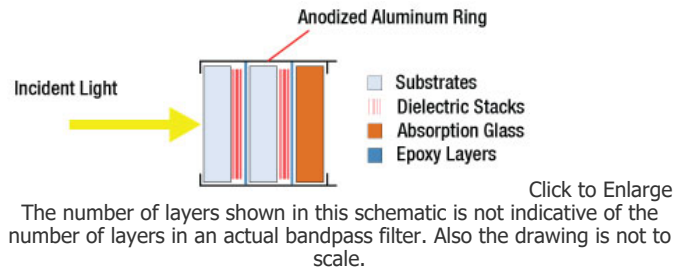 Anodized Aluminum Ring
Incident Light
Substrates
Dielectric Stacks
Absorption Glass
Epoxy Layers
Click to Enlarge
The number of layers shown in this schematic is not indicative of the
number of layers in an actual bandpass filter. Also the drawing is not to
scale.